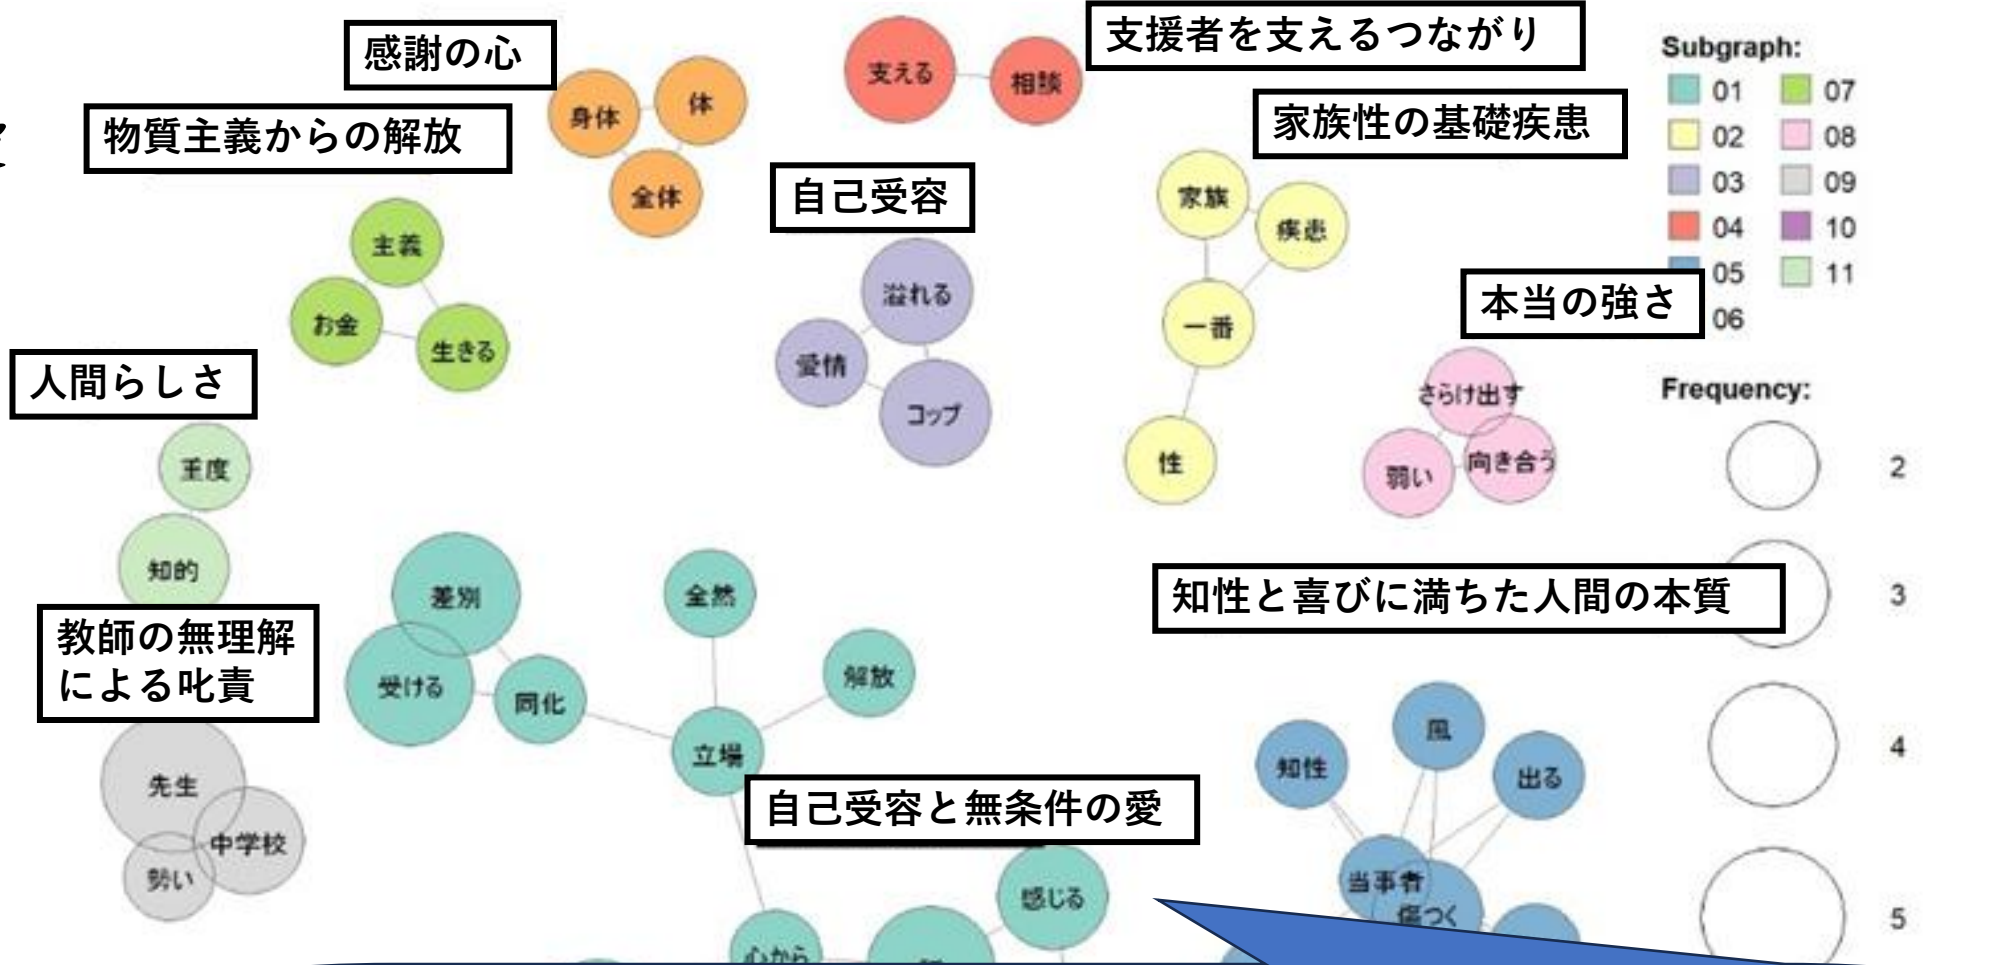 感謝の心
支える
相談
支援者を支えるつながり
Subgraph:
01
07
02
08
03
09
04
10
05
11
06
身体
体
全体
物質主義からの解放
家族性の基礎疾患
自己受容
家族
疾患
一番
性
主義
お金
生きる
溢れる
愛情
コップ
本当の強さ
さらけ出す
弱い
向き合う
Frequency:
2
3
4
5
人間らしさ
重度
知的
差別
受ける
同化
全然
解放
立場
知性と喜びに満ちた人間の本質
教師の無理解
による叱責
先生
中学校
勢い
自己受容と無条件の愛
知性
風
出る
当事者
傷つく
感じる
心から